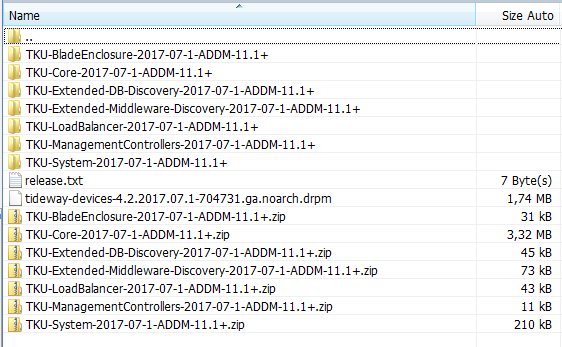 Name Size Auto
..
TKU-BladeEnclosure-2017-07-1-ADDM-11.1+
TKU-Core-2017-07-1-ADDM-11.1+
TKU-Extended-DB-Discovery-2017-07-1-ADDM-11.1+
TKU-Extended-Middleware-Discovery-2017-07-1-ADDM-11.1+
TKU-LoadBalancer-2017-07-1-ADDM-11.1+
TKU-ManagementControllers-2017-07-1-ADDM-11.1+
TKU-System-2017-07-1-ADDM-11.1+
release.txt 7 Byte(s)
tideway-devices-4.2.2017.07.1-704731.ga.noarch.drpm 1,74 MB
TKU-BladeEnclosure-2017-07-1-ADDM-11.1+.zip 31 kB
TKU-Core-2017-07-1-ADDM-11.1+.zip 3,32 MB
TKU-Extended-DB-Discovery-2017-07-1-ADDM-11.1+.zip 45 kB
TKU-Extended-Middleware-Discovery-2017-07-1-ADDM-11.1+.zip 73 kB
TKU-LoadBalancer-2017-07-1-ADDM-11.1+.zip 43 kB
TKU-ManagementControllers-2017-07-1-ADDM-11.1+.zip 11 kB
TKU-System-2017-07-1-ADDM-11.1+.zip 210 kB